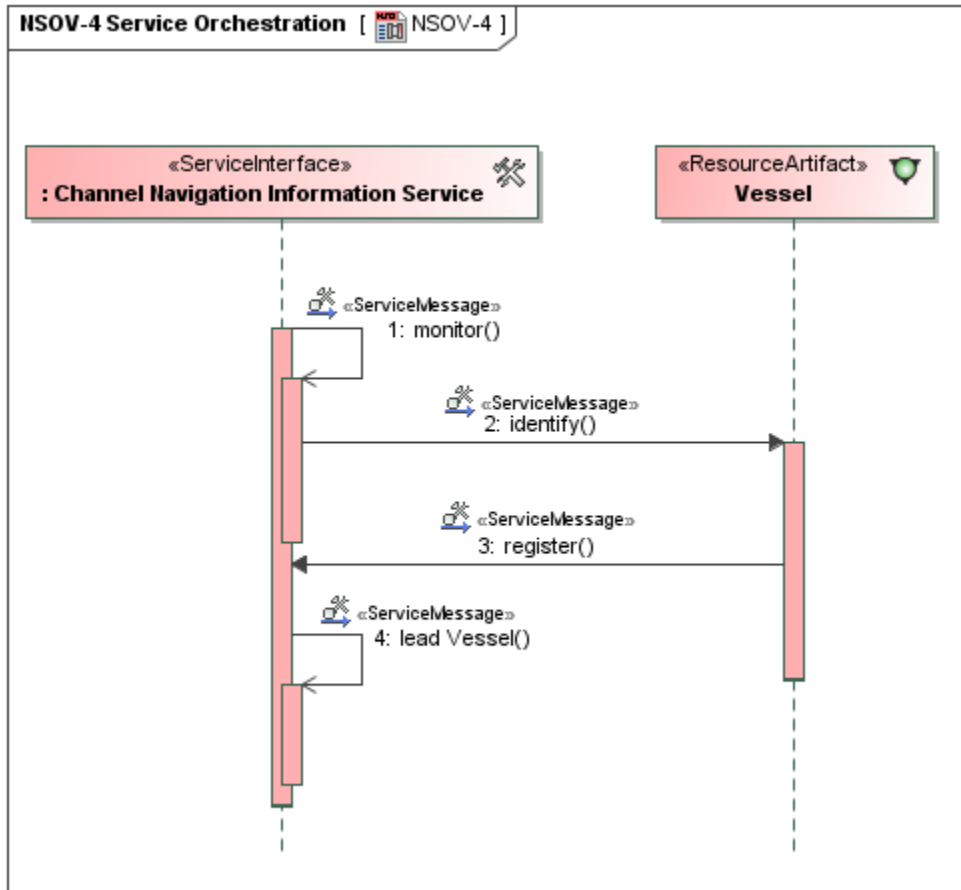 NSOV-4 Service Orchestration [ NSOV-4 ]
«ServiceInterface»
: Channel Navigation Information Service
«ResourceArtifact»
Vessel
«ServiceMessage»
1: monitor()
«ServiceMessage»
2: identify()
«ServiceMessage»
3: register()
«ServiceMessage»
4: lead Vessel()